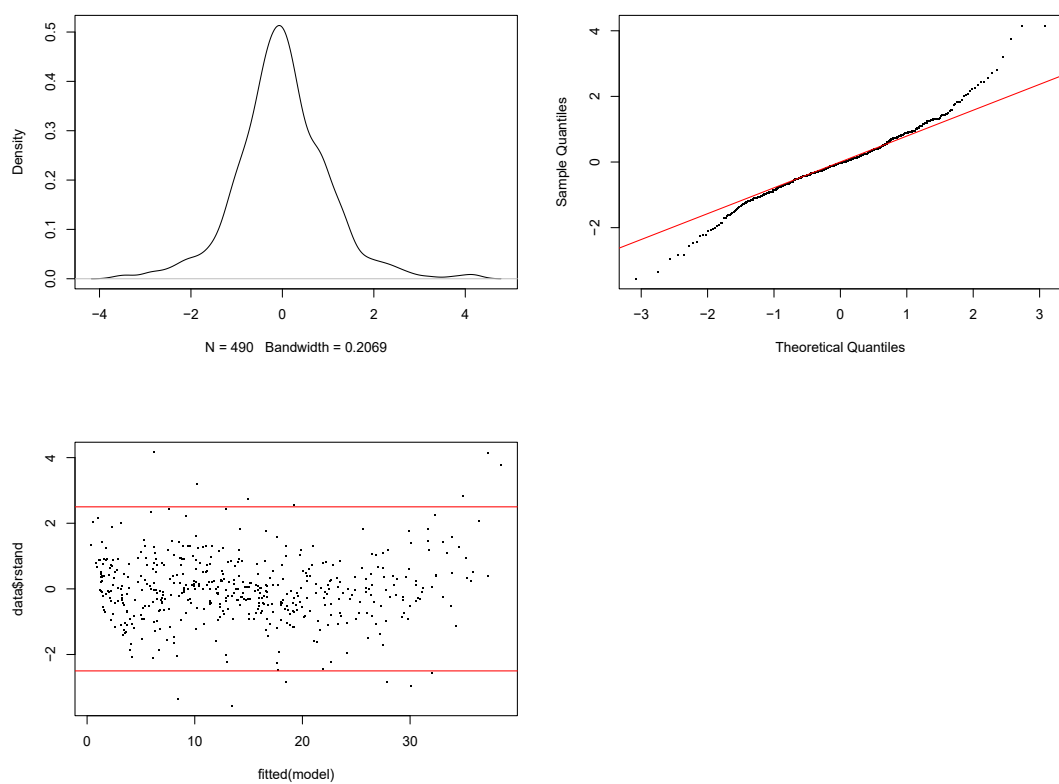 Density
0.0 0.1 0.2 0.3 0.4 0.5
−4 −2 0 2 4
N = 490 Bandwidth = 0.2069
Sample Quantiles
−2 0 2 4
−3 −2 −1 0 1 2 3
Theoretical Quantiles
data$rstand
−2 0 2 4
0 10 20 30
fitted(model)